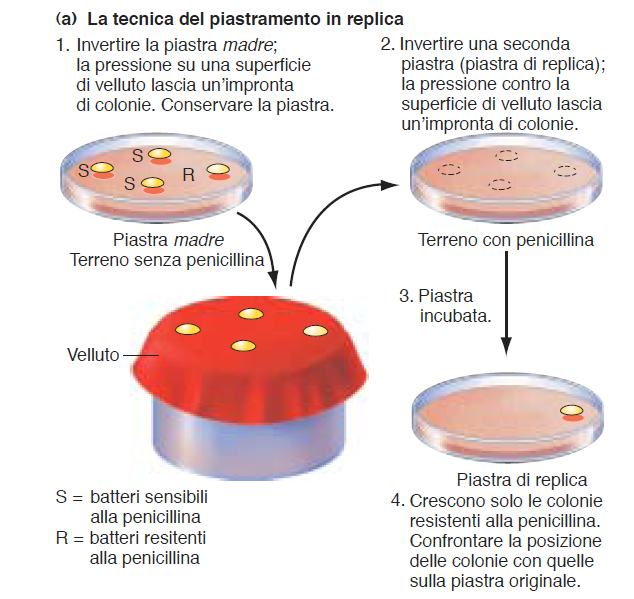 (a) La tecnica del piastramento in replica
1. Invertire la piastra madre;
la pressione su una superficie
di velluto lascia un'impronta
di colonie. Conservare la piastra.
2. Invertire una seconda
piastra (piastra di replica);
la pressione contro la
superficie di velluto lascia
un'impronta di colonie.
S
S
S
R
Piastra madre
Terreno senza penicillina
Terreno con penicillina
3. Piastra
incubata.
Velluto
Piastra di replica
4. Crescono solo le colonie
resistenti alla penicillina.
Confrontare la posizione
delle colonie con quelle
sulla piastra originale.
S = batteri sensibili
alla penicillina
R = batteri resitenti
alla penicillina